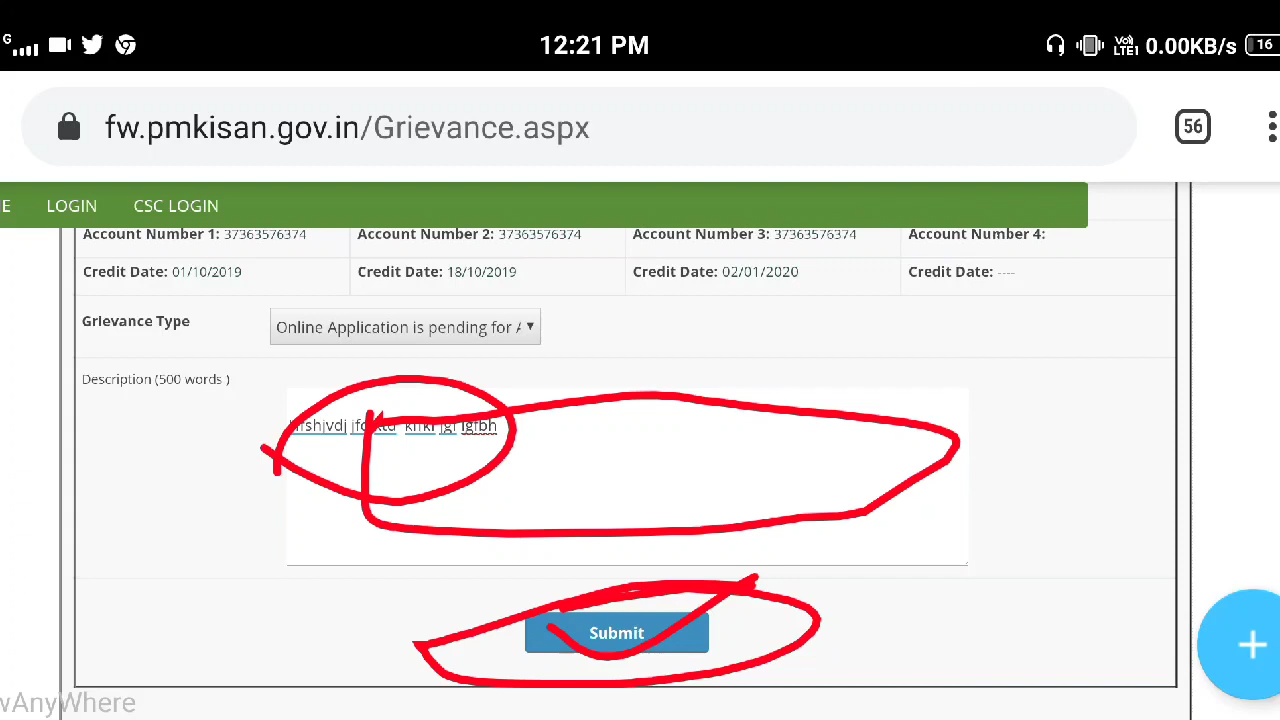 G 12:21 PM Vo) LTE1 0.00KB/s 16
fw.pmkisan.gov.in/Grievance.aspx 56
E LOGIN CSC LOGIN
Account Number 1: 37363576374 Account Number 2: 37363576374 Account Number 3: 37363576374 Account Number 4:
Credit Date: 01/10/2019 Credit Date: 18/10/2019 Credit Date: 02/01/2020 Credit Date: ----
Grievance Type Online Application is pending for
Description (500 words )
Submit
wAnyWhere